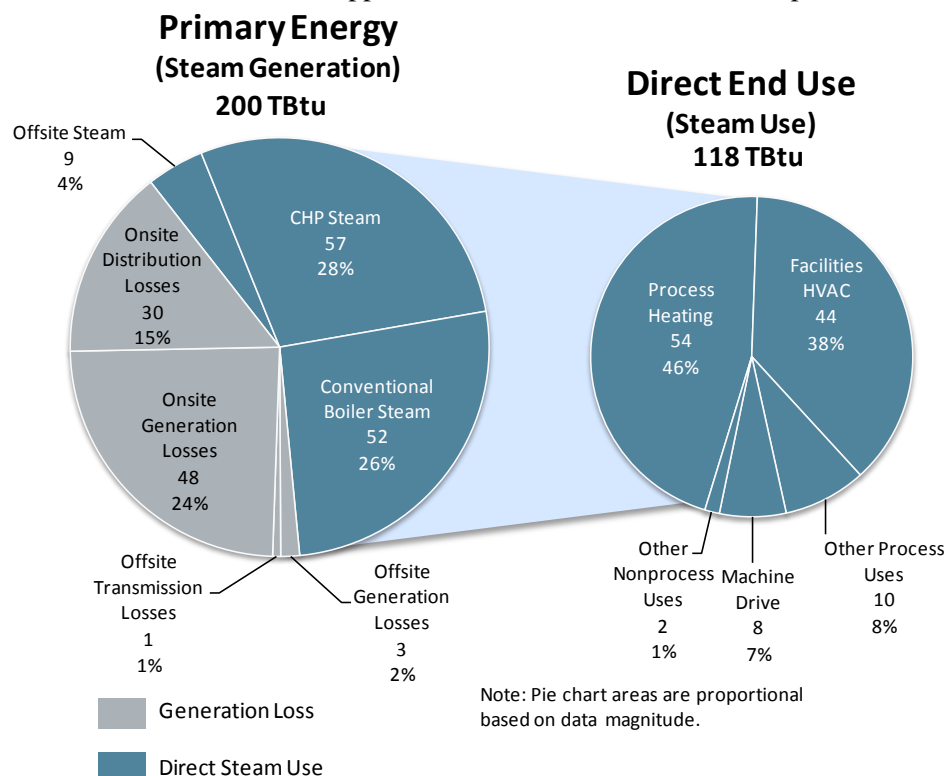 Primary Energy
(Steam Generation)
200 TBtu
Direct End Use
(Steam Use)
118 TBtu
Offsite Steam
9
4%
CHP Steam
57
28%
Onsite
Distribution
Losses
30
15%
Conventional
Boiler Steam
52
26%
Onsite
Generation
Losses
48
24%
Offsite
Transmission
Losses
1
1%
Offsite
Generation
Losses
3
2%
Process
Heating
54
46%
Facilities
HVAC
44
38%
Other
Nonprocess
Uses
2
1%
Machine
Drive
8
7%
Other Process
Uses
10
8%
Note: Pie chart areas are proportional
based on data magnitude.
Generation Loss
Direct Steam Use